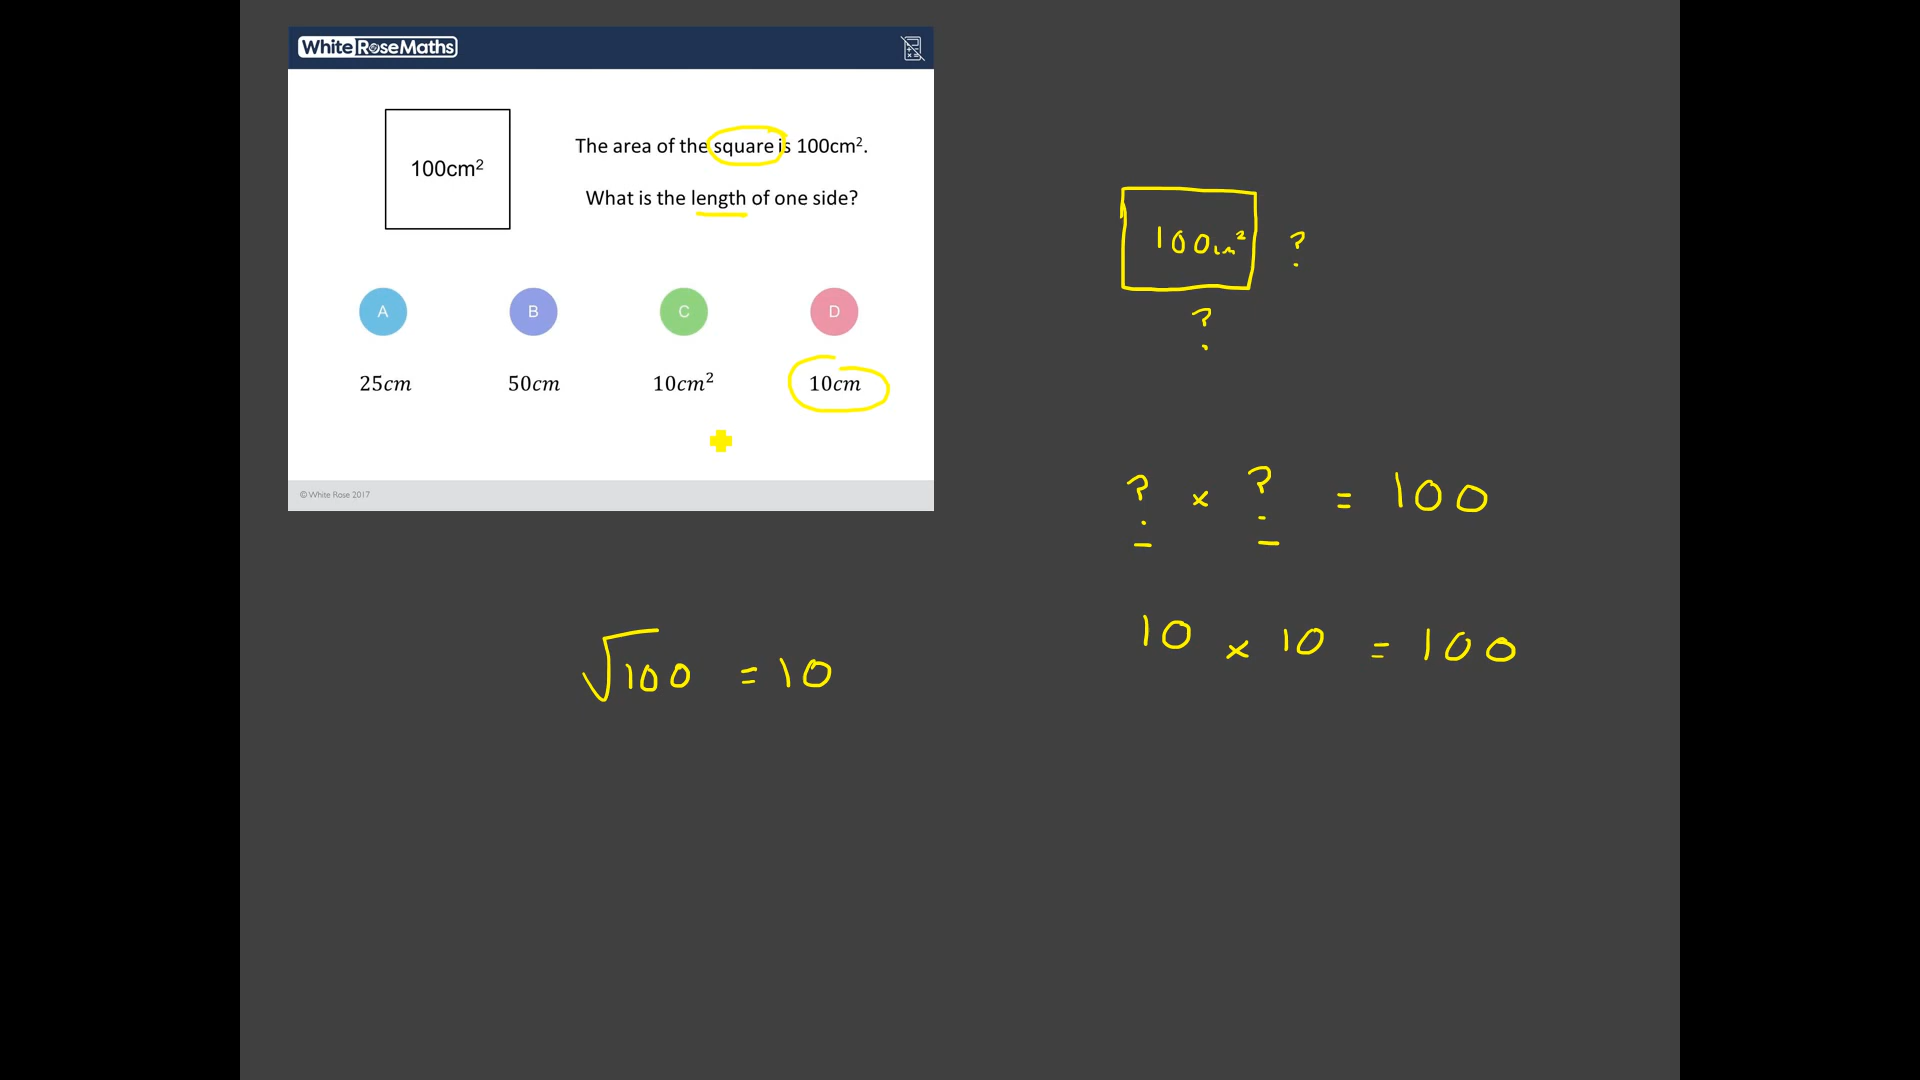 White Rose Maths
100cm²
The area of the square is 100cm².
What is the length of one side?
A B C D
25cm 50cm 10cm² 10cm
© White Rose 2017
100cm² ?
?
? × ? = 100
10 × 10 = 100
√100 = 10